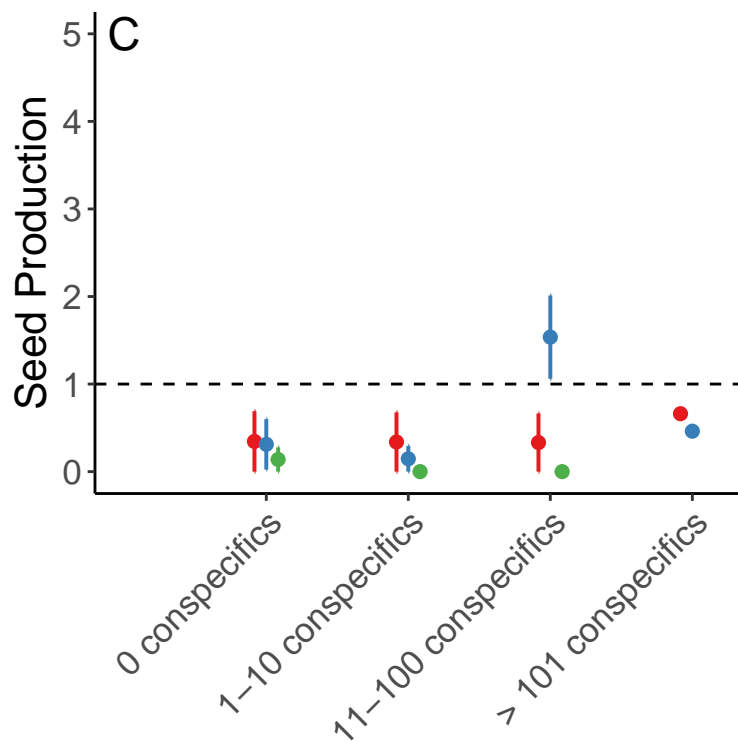 C
Seed Production
5
4
3
2
1
0
0 conspecifics
1–10 conspecifics
11–100 conspecifics
> 101 conspecifics